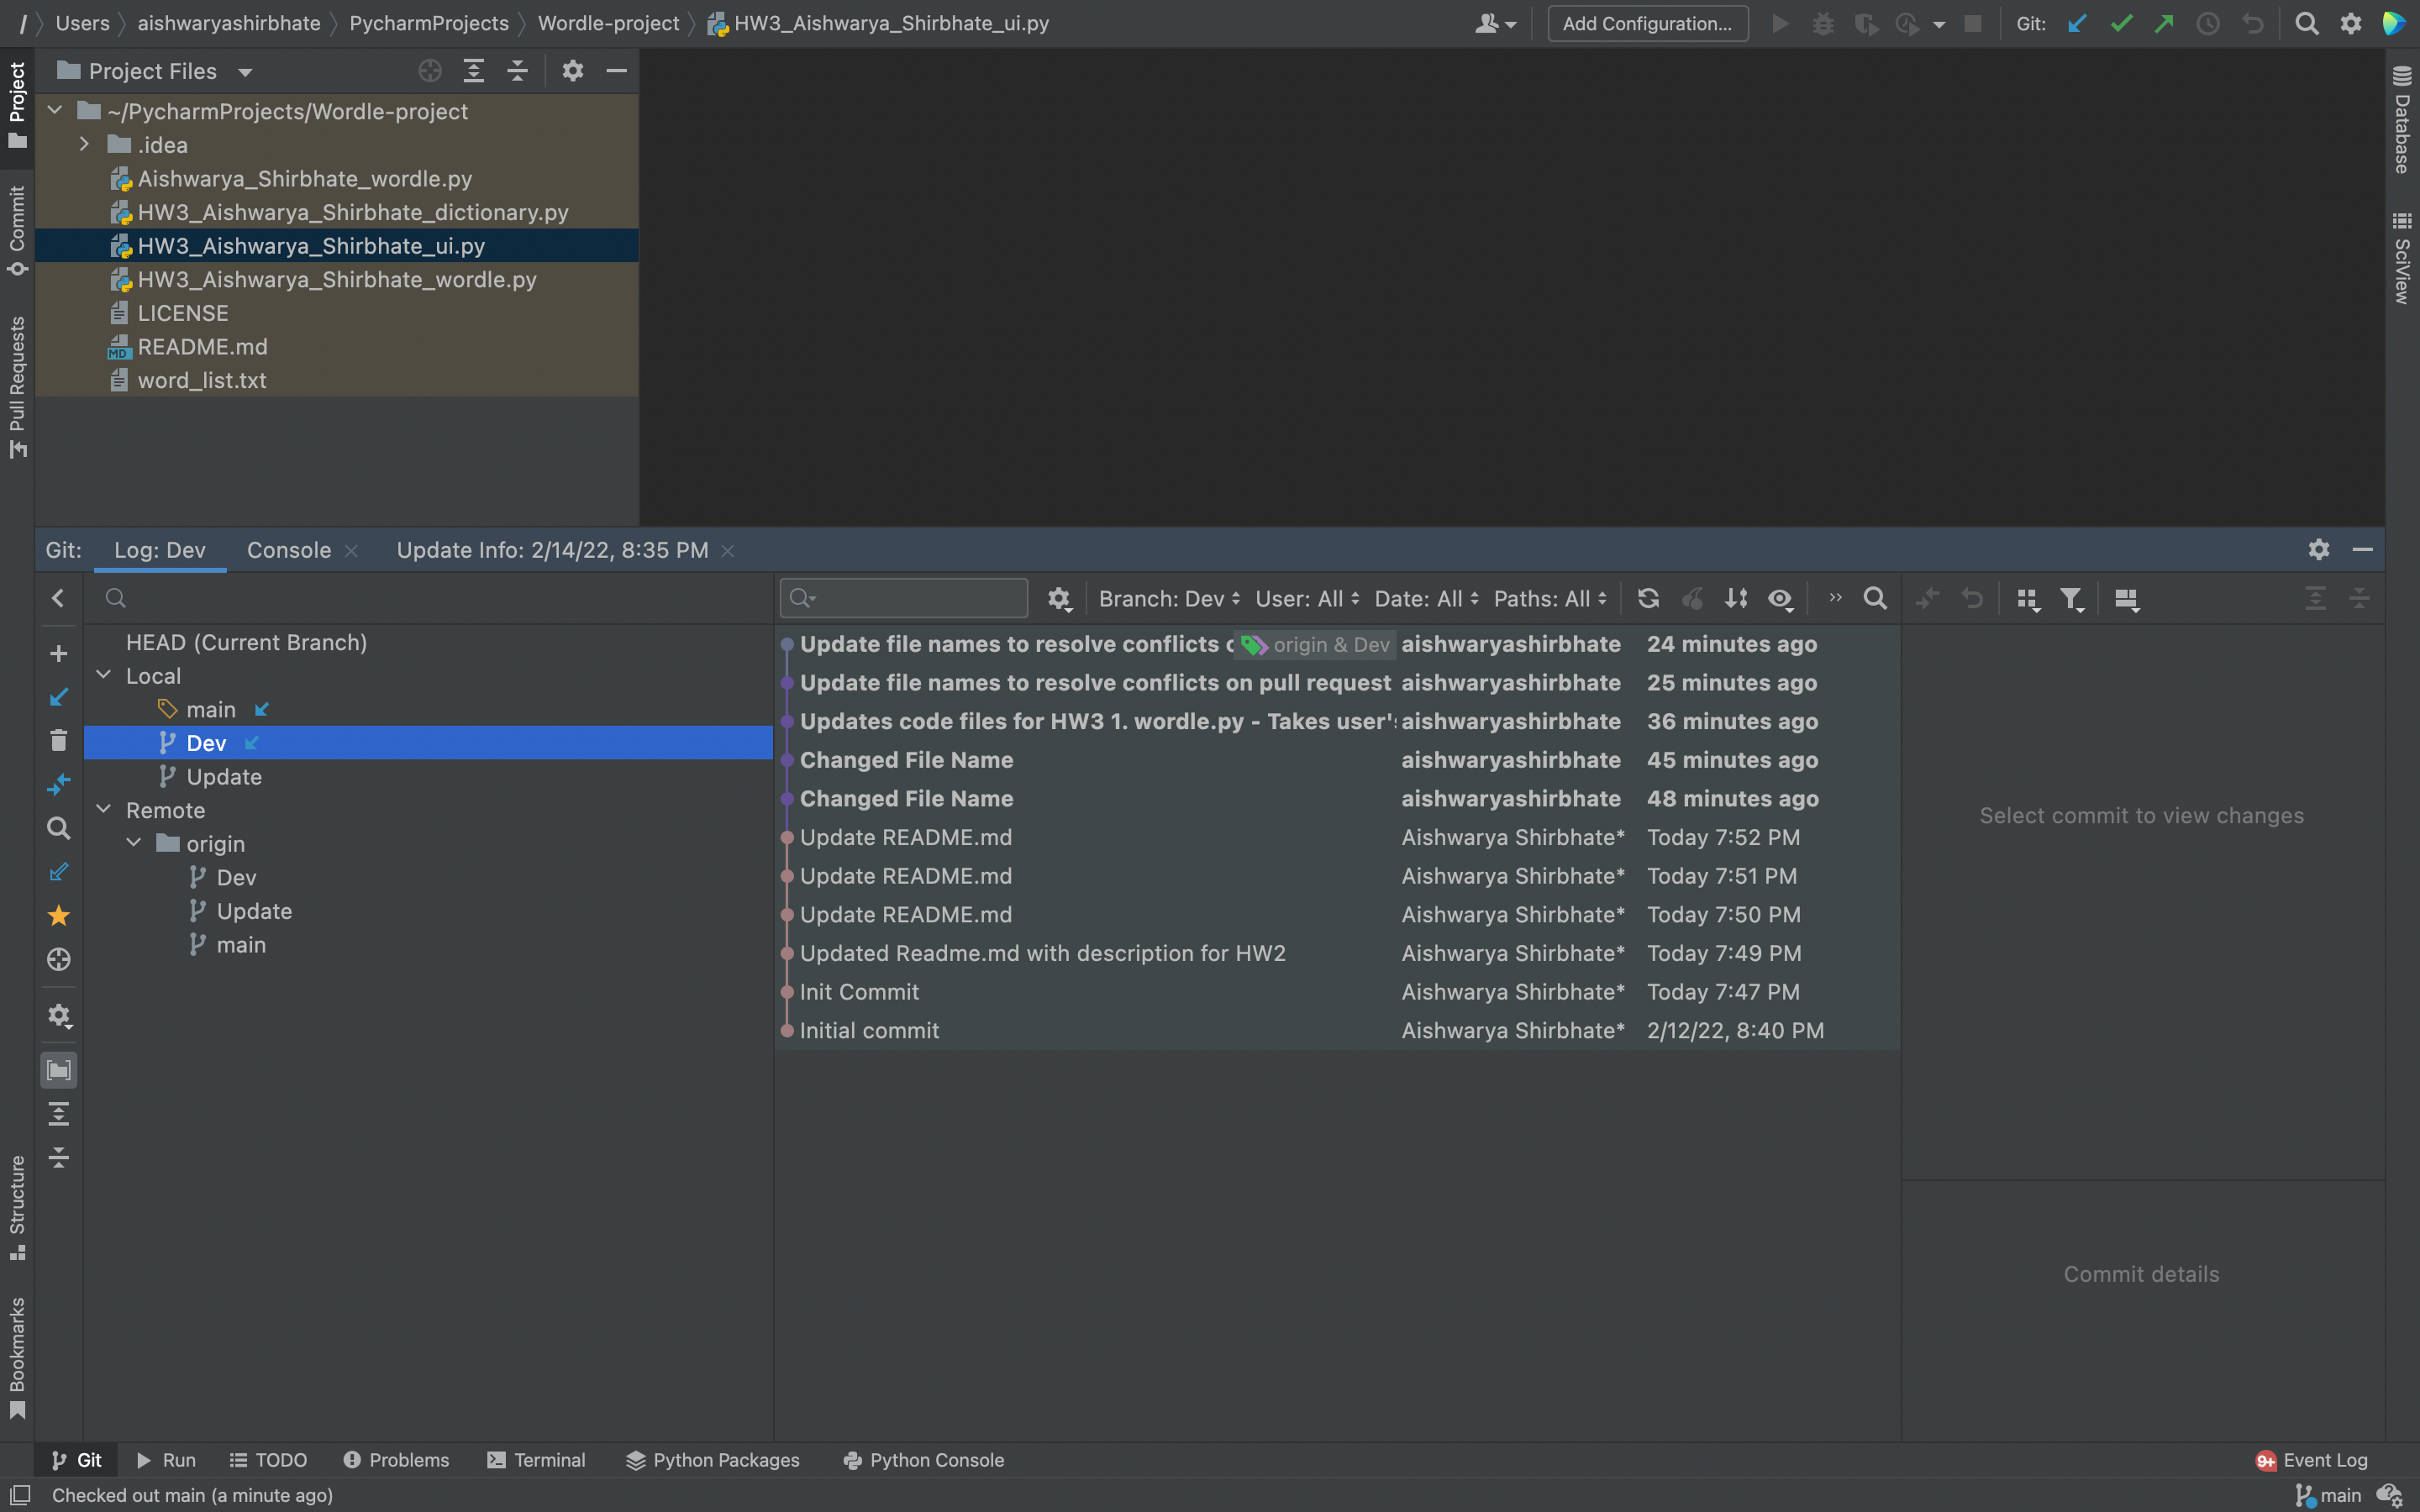 / Users aishwaryashirbhate PycharmProjects Wordle-project HW3_Aishwarya_Shirbhate_ui.py Add Configuration... Git:
Project Files
~/PycharmProjects/Wordle-project
.idea
Aishwarya_Shirbhate_wordle.py
HW3_Aishwarya_Shirbhate_dictionary.py
HW3_Aishwarya_Shirbhate_ui.py
HW3_Aishwarya_Shirbhate_wordle.py
LICENSE
MD README.md
word_list.txt
Project
Commit
Pull Requests
Structure
Bookmarks
Database
SciView
Git: Log: Dev Console Update Info: 2/14/22, 8:35 PM
HEAD (Current Branch)
Local
main
Dev
Update
Remote
origin
Dev
Update
main
Branch: Dev User: All Date: All Paths: All
Update file names to resolve conflicts o origin & Dev aishwaryashirbhate 24 minutes ago
Update file names to resolve conflicts on pull request aishwaryashirbhate 25 minutes ago
Updates code files for HW3 1. wordle.py - Takes user's aishwaryashirbhate 36 minutes ago
Changed File Name aishwaryashirbhate 45 minutes ago
Changed File Name aishwaryashirbhate 48 minutes ago
Update README.md Aishwarya Shirbhate* Today 7:52 PM
Update README.md Aishwarya Shirbhate* Today 7:51 PM
Update README.md Aishwarya Shirbhate* Today 7:50 PM
Updated Readme.md with description for HW2 Aishwarya Shirbhate* Today 7:49 PM
Init Commit Aishwarya Shirbhate* Today 7:47 PM
Initial commit Aishwarya Shirbhate* 2/12/22, 8:40 PM
Select commit to view changes
Commit details
Git Run TODO Problems Terminal Python Packages Python Console 9+ Event Log
Checked out main (a minute ago) main